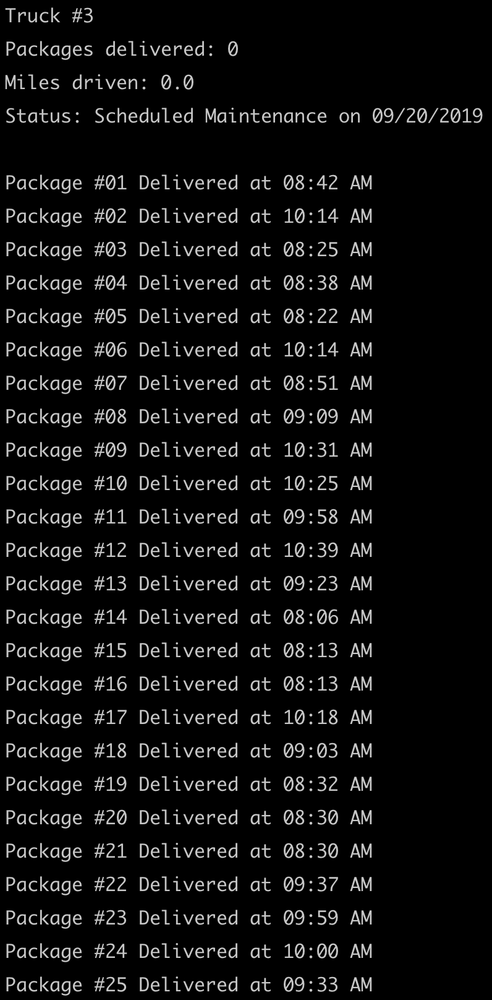 Truck #3
Packages delivered: 0
Miles driven: 0.0
Status: Scheduled Maintenance on 09/20/2019
Package #01 Delivered at 08:42 AM
Package #02 Delivered at 10:14 AM
Package #03 Delivered at 08:25 AM
Package #04 Delivered at 08:38 AM
Package #05 Delivered at 08:22 AM
Package #06 Delivered at 10:14 AM
Package #07 Delivered at 08:51 AM
Package #08 Delivered at 09:09 AM
Package #09 Delivered at 10:31 AM
Package #10 Delivered at 10:25 AM
Package #11 Delivered at 09:58 AM
Package #12 Delivered at 10:39 AM
Package #13 Delivered at 09:23 AM
Package #14 Delivered at 08:06 AM
Package #15 Delivered at 08:13 AM
Package #16 Delivered at 08:13 AM
Package #17 Delivered at 10:18 AM
Package #18 Delivered at 09:03 AM
Package #19 Delivered at 08:32 AM
Package #20 Delivered at 08:30 AM
Package #21 Delivered at 08:30 AM
Package #22 Delivered at 09:37 AM
Package #23 Delivered at 09:59 AM
Package #24 Delivered at 10:00 AM
Package #25 Delivered at 09:33 AM